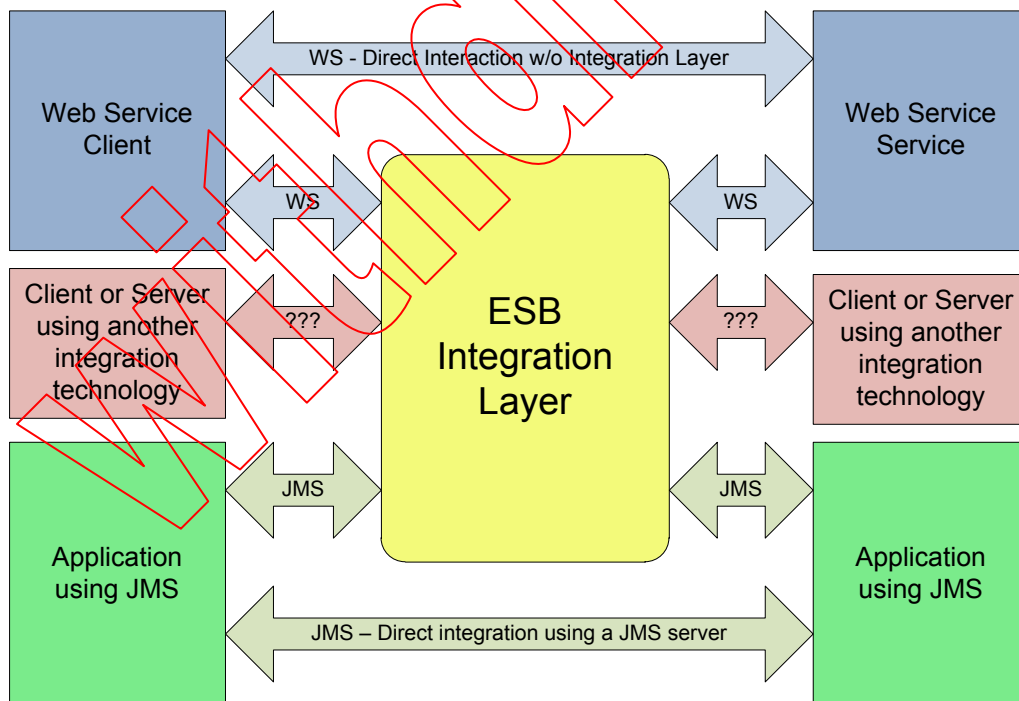 WS - Direct Interaction w/o Integration Layer
Web Service
Client
Web Service
Service
WS
WS
Client or Server
using another
integration
technology
???
ESB
Integration
Layer
???
Client or Server
using another
integration
technology
JMS
JMS
Application
using JMS
Application
using JMS
JMS – Direct integration using a JMS server